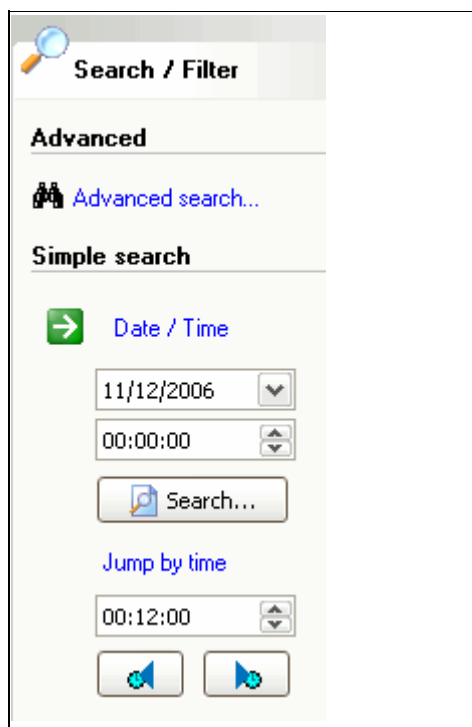 Search / Filter
Advanced
Advanced search...
Simple search
Date / Time
11/12/2006
00:00:00
Search...
Jump by time
00:12:00